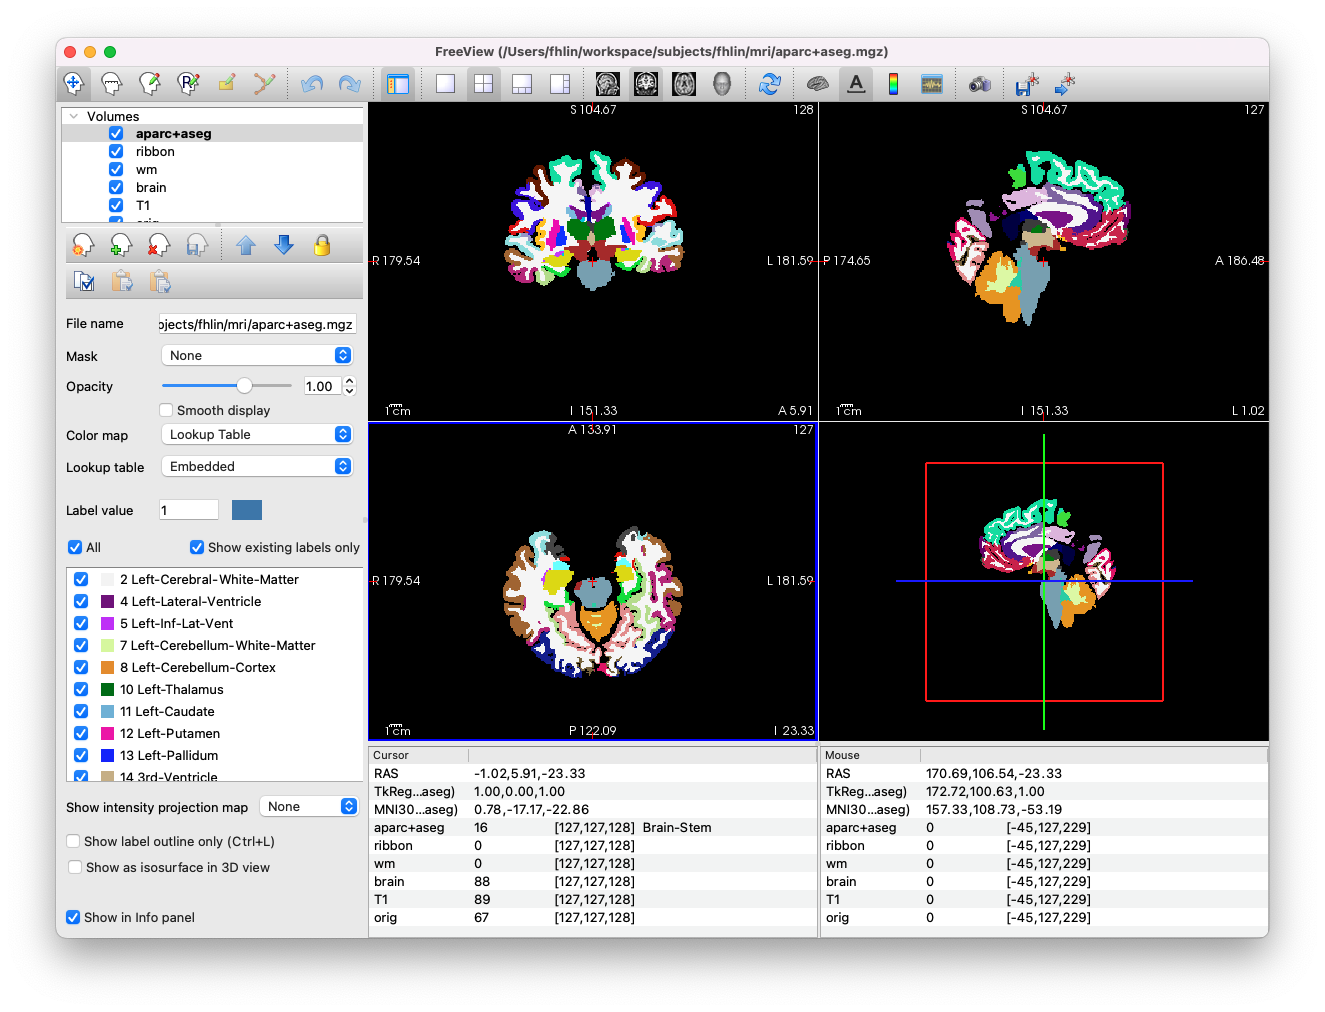 FreeView (/Users/fhlin/workspace/subjects/fhlin/mri/aparc+aseg.mgz)
R
A
Volumes
aparc+aseg
ribbon
wm
brain
T1
File name
bjects/fhlin/mri/aparc+aseg.mgz
Mask
None
Opacity
1.00
Smooth display
Color map
Lookup Table
Lookup table
Embedded
Label value
1
All
Show existing labels only
2 Left-Cerebral-White-Matter
4 Left-Lateral-Ventricle
5 Left-Inf-Lat-Vent
7 Left-Cerebellum-White-Matter
8 Left-Cerebellum-Cortex
10 Left-Thalamus
11 Left-Caudate
12 Left-Putamen
13 Left-Pallidum
14 3rd-Ventricle
Show intensity projection map
None
Show label outline only (Ctrl+L)
Show as isosurface in 3D view
Show in Info panel
S 104.67
128
R 179.54
L 181.59
1 cm
I 151.33
A 5.91
S 104.67
127
P 174.65
A 186.48
1 cm
I 151.33
L 1.02
A 133.91
127
R 179.54
L 181.59
1 cm
P 122.09
I 23.33
Cursor
RAS -1.02,5.91,-23.33
TkReg...aseg) 1.00,0.00,1.00
MNI30...aseg) 0.78,-17.17,-22.86
aparc+aseg 16 [127,127,128] Brain-Stem
ribbon 0 [127,127,128]
wm 0 [127,127,128]
brain 88 [127,127,128]
T1 89 [127,127,128]
orig 67 [127,127,128]
Mouse
RAS 170.69,106.54,-23.33
TkReg...aseg) 172.72,100.63,1.00
MNI30...aseg) 157.33,108.73,-53.19
aparc+aseg 0 [-45,127,229]
ribbon 0 [-45,127,229]
wm 0 [-45,127,229]
brain 0 [-45,127,229]
T1 0 [-45,127,229]
orig 0 [-45,127,229]